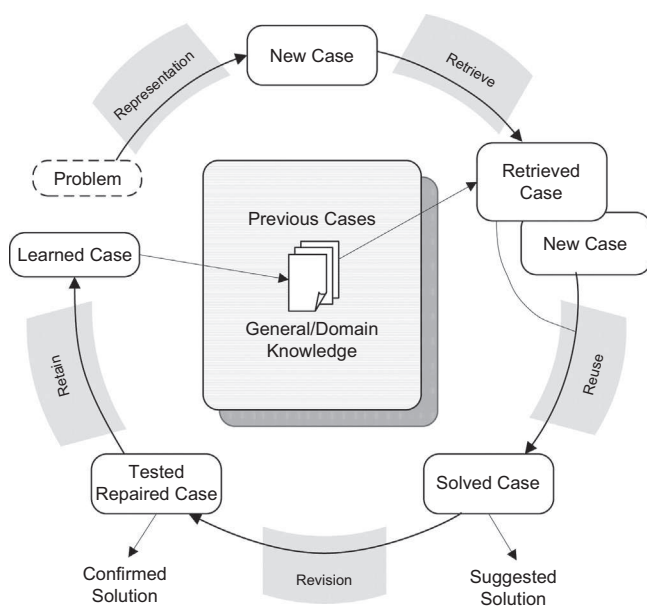 New Case
Representation
Retrieve
Problem
Retrieved
Case
New Case
Previous Cases
General/Domain
Knowledge
Learned Case
Retain
Reuse
Tested
Repaired Case
Solved Case
Revision
Confirmed
Solution
Suggested
Solution